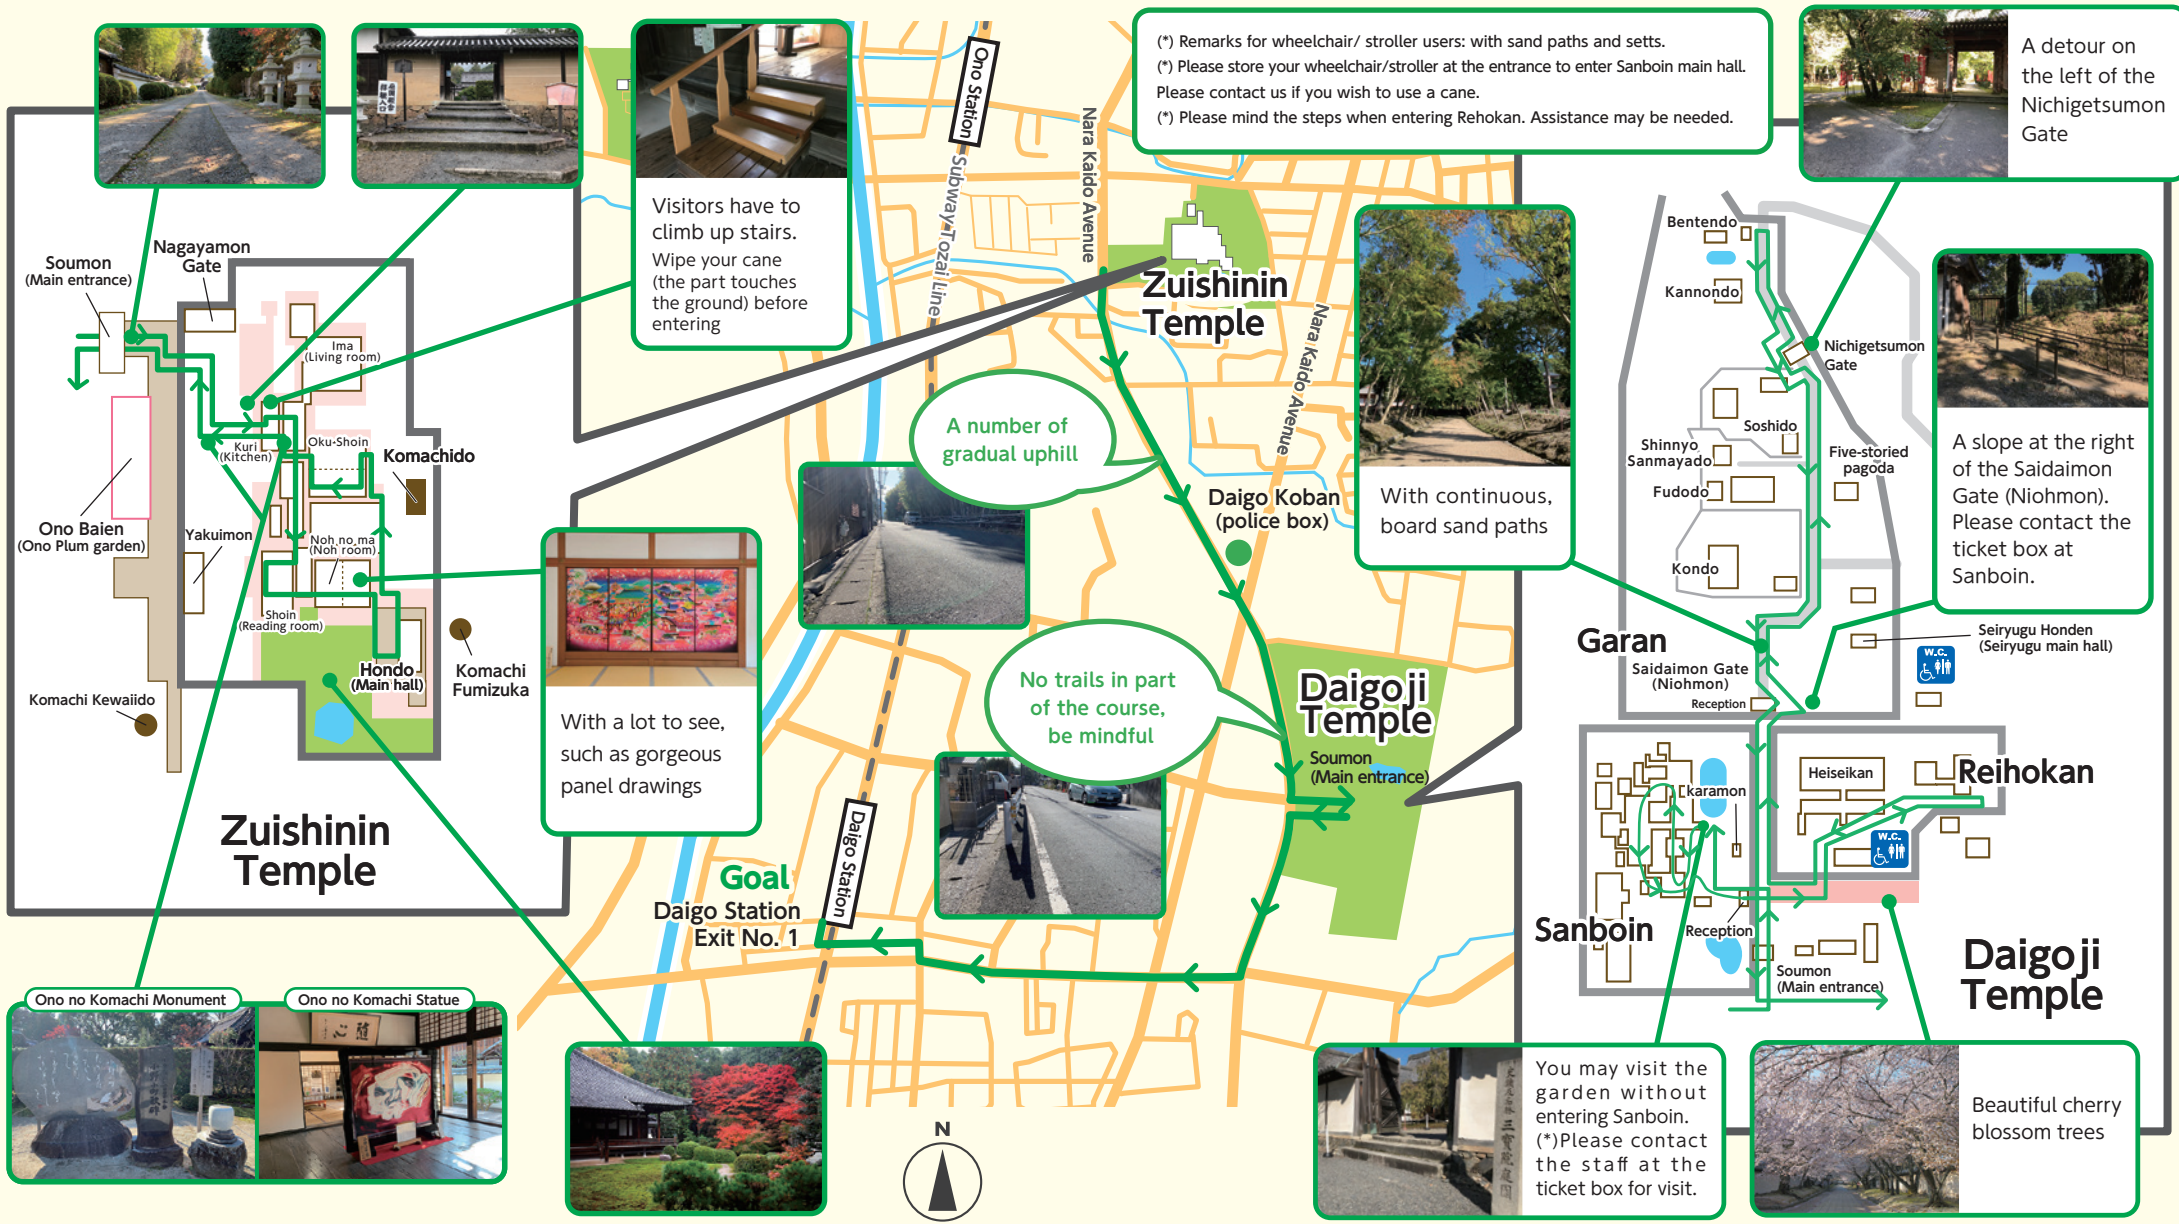 (*) Remarks for wheelchair/ stroller users: with sand paths and setts.
(*) Please store your wheelchair/stroller at the entrance to enter Sanboin main hall.
Please contact us if you wish to use a cane.
(*) Please mind the steps when entering Rehokan. Assistance may be needed.
A detour on
the left of the
Nichigetsumon
Gate
Visitors have to
climb up stairs.
Wipe your cane
(the part touches
the ground) before
entering
Soumon
(Main entrance)
Nagayamon
Gate
Ima
(Living room)
Kuri
(Kitchen)
Oku-Shoin
Komachido
Ono Baien
(Ono Plum garden)
Yakuimon
Noh no ma
(Noh room)
Shoin
(Reading room)
Hondo
(Main hall)
Komachi
Fumizuka
Komachi Kewaiido
Zuishinin
Temple
With a lot to see,
such as gorgeous
panel drawings
Ono no Komachi Monument
Ono no Komachi Statue
Ono Station
Subway Tozai Line
Nara Kaido Avenue
Zuishinin
Temple
Nara Kaido Avenue
A number of
gradual uphill
Daigo Koban
(police box)
No trails in part
of the course,
be mindful
Daigoji
Temple
Soumon
(Main entrance)
Daigo Station
Goal
Daigo Station
Exit No. 1
N
With continuous,
board sand paths
Bentendo
Kannondo
Nichigetsumon
Gate
Soshido
Shinnyo
Sanmayado
Five-storied
pagoda
Fudodo
Kondo
A slope at the right
of the Saidaimon
Gate (Niohmon).
Please contact the
ticket box at
Sanboin.
Garan
Saidaimon Gate
(Niohmon)
Reception
Seiryugu Honden
(Seiryugu main hall)
W.C.
Heiseikan
Reihokan
karamon
W.C.
Sanboin
Reception
Soumon
(Main entrance)
Daigoji
Temple
You may visit the
garden without
entering Sanboin.
(*)Please contact
the staff at the
ticket box for visit.
Beautiful cherry
blossom trees